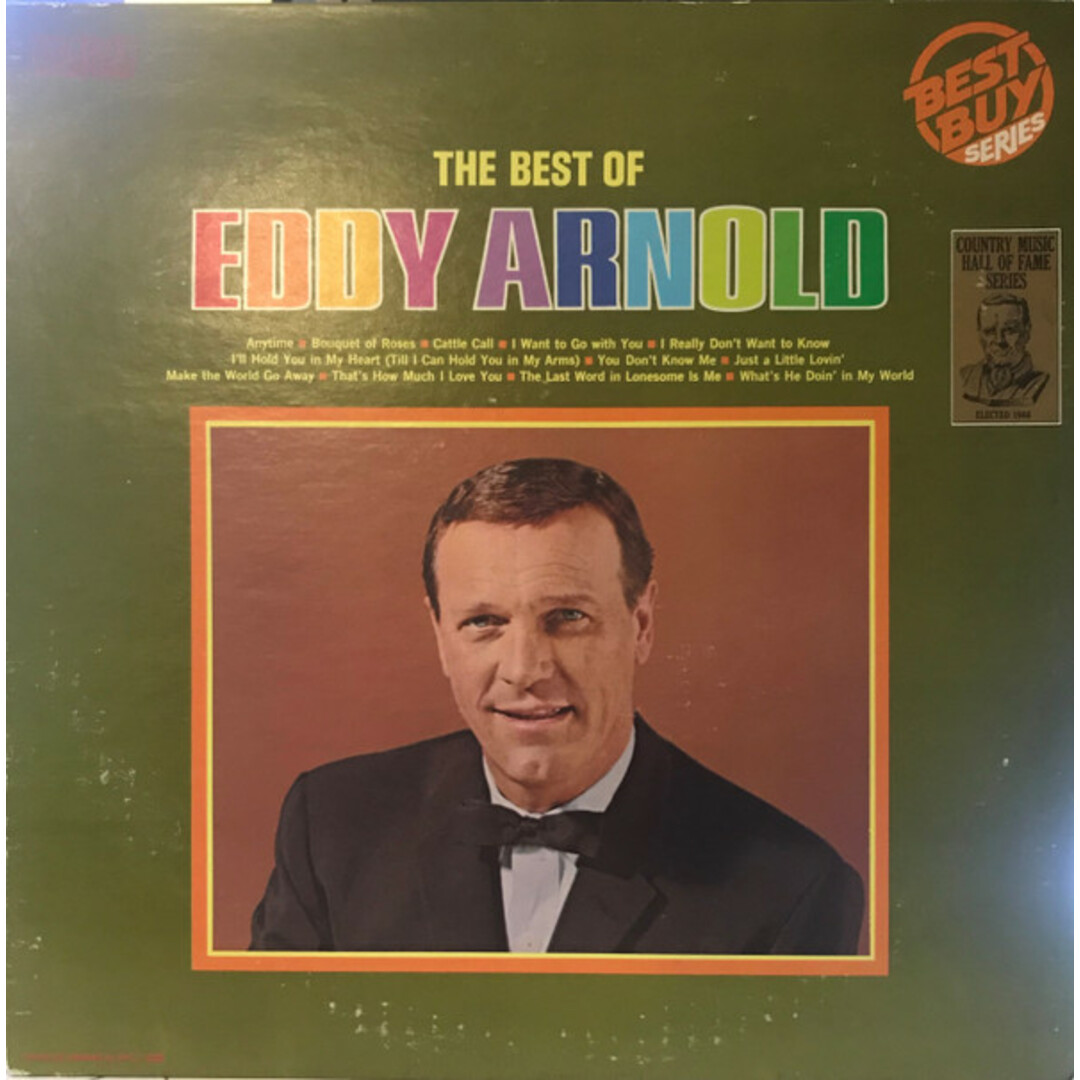 BEST
BUY
SERIES
THE BEST OF
EDDY ARNOLD
COUNTRY MUSIC
HALL OF FAME
SERIES
Anytime ▪ Bouquet of Roses ▪ Cattle Call ▪ I Want to Go with You ▪ I Really Don't Want to Know
I'll Hold You in My Heart (Till I Can Hold You in My Arms) ▪ You Don't Know Me ▪ Just a Little Lovin'
Make the World Go Away ▪ That's How Much I Love You ▪ The Last Word in Lonesome Is Me ▪ What's He Doin' in My World
ELECTED 1966